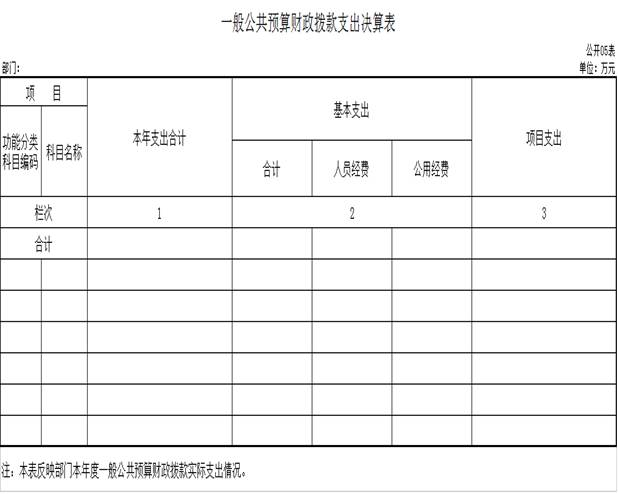 一般公共预算财政拨款支出决算表
公开05表
部门：
单位：万元
项 目
本年支出合计
基本支出
项目支出
功能分类
科目编码
科目名称
合计
人员经费
公用经费
栏次
1
2
3
合计
注：本表反映部门本年度一般公共预算财政拨款实际支出情况。